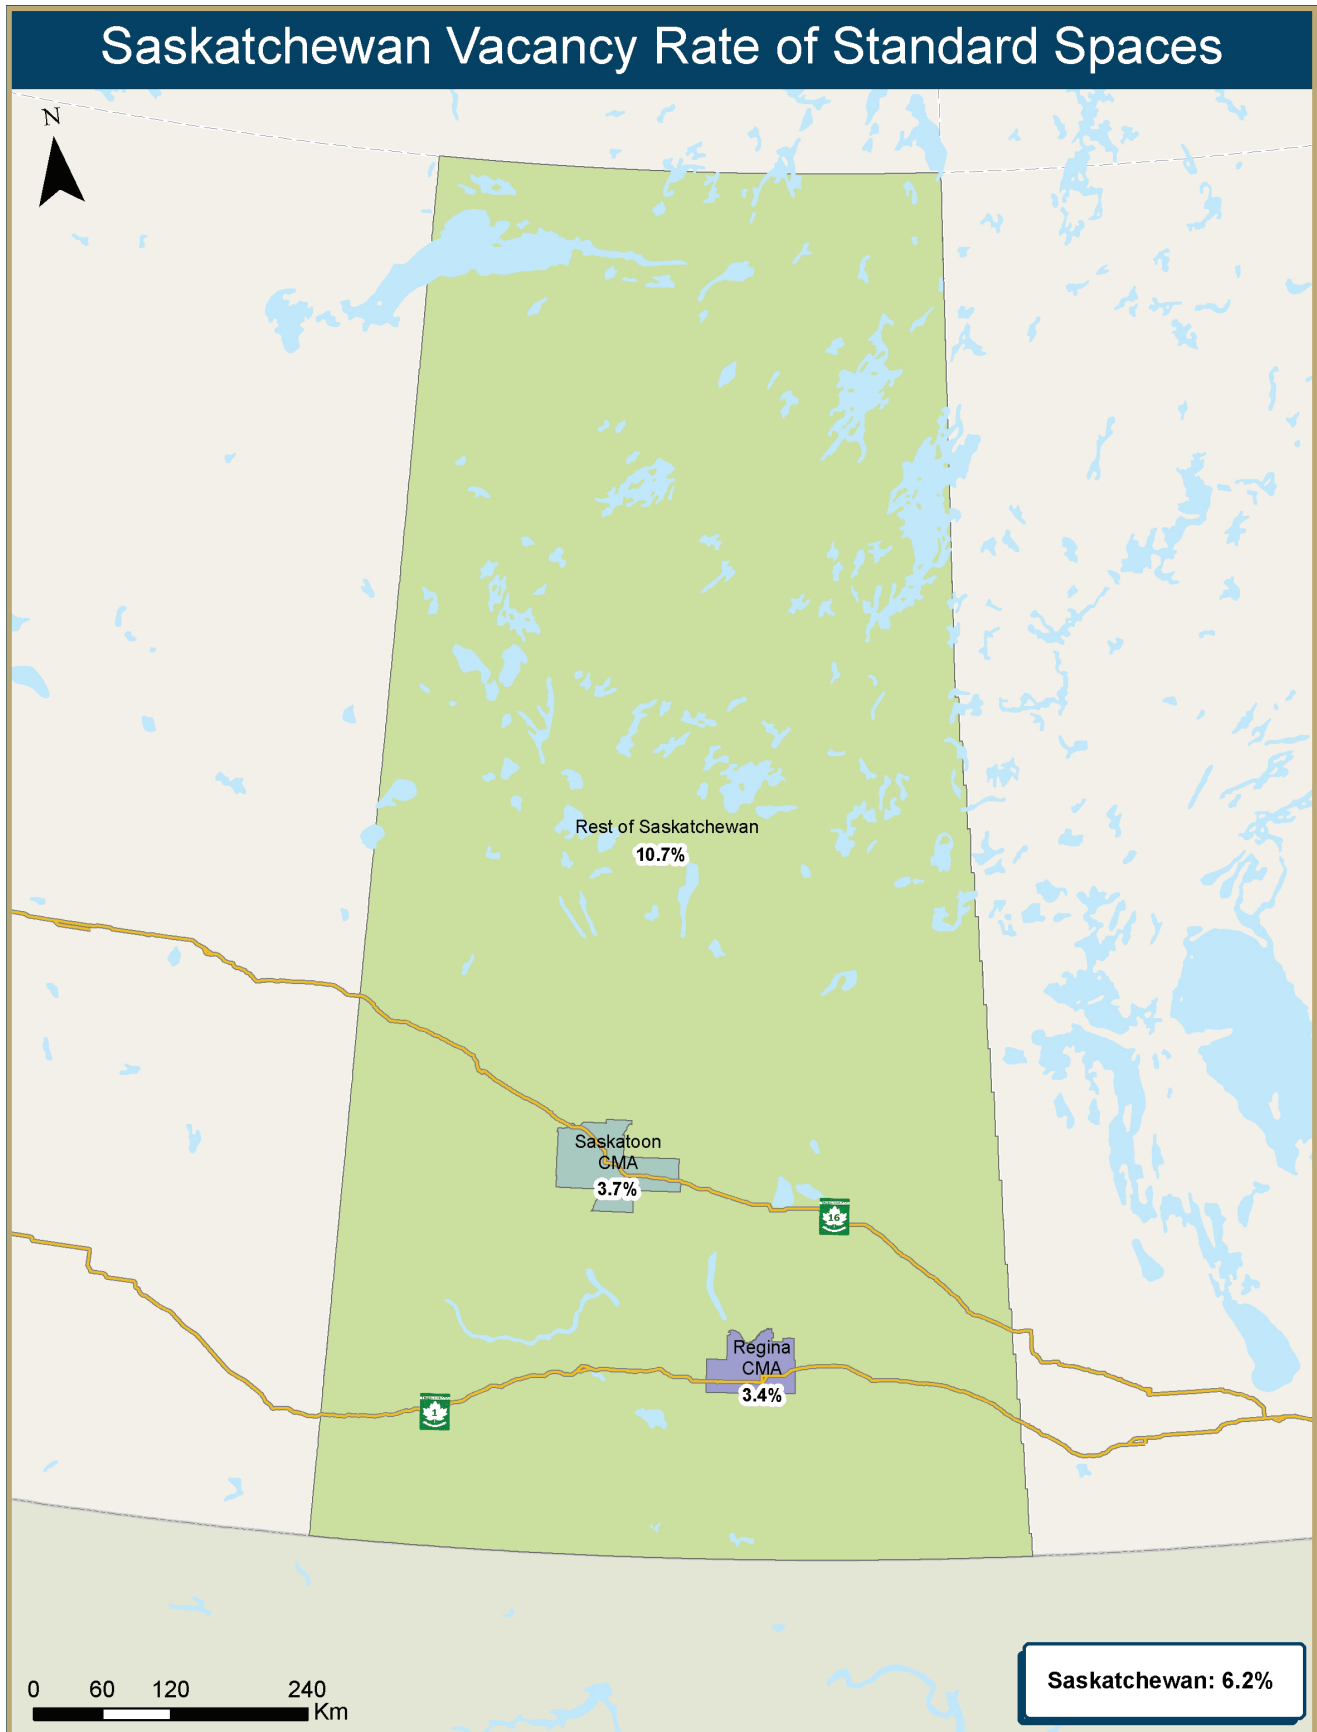 Saskatchewan Vacancy Rate of Standard Spaces
N
Rest of Saskatchewan
10.7%
Saskatoon
CMA
3.7%
16
Regina
CMA
3.4%
1
Saskatchewan: 6.2%
0 60 120 240
Km